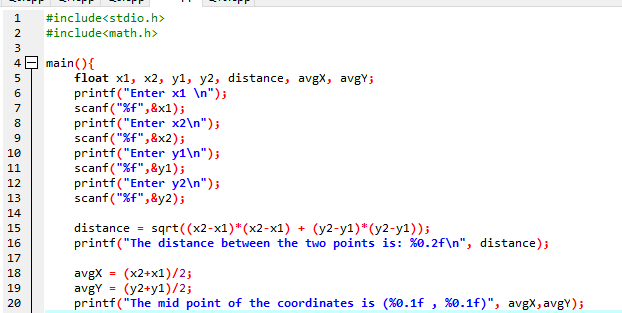 1 #include<stdio.h>
2 #include<math.h>
3
4 main(){
5 float x1, x2, y1, y2, distance, avgX, avgY;
6 printf("Enter x1 \n");
7 scanf("%f",&x1);
8 printf("Enter x2\n");
9 scanf("%f",&x2);
10 printf("Enter y1\n");
11 scanf("%f",&y1);
12 printf("Enter y2\n");
13 scanf("%f",&y2);
14
15 distance = sqrt((x2-x1)*(x2-x1) + (y2-y1)*(y2-y1));
16 printf("The distance between the two points is: %0.2f\n", distance);
17
18 avgX = (x2+x1)/2;
19 avgY = (y2+y1)/2;
20 printf("The mid point of the coordinates is (%0.1f , %0.1f)", avgX,avgY);